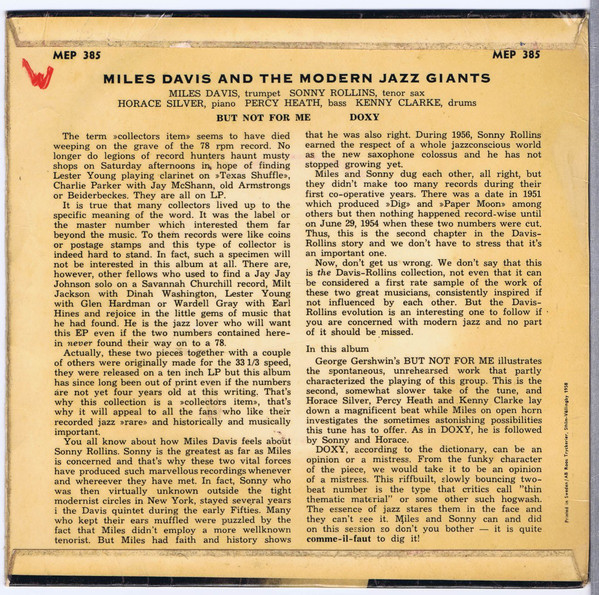 MEP 385
MEP 385
MILES DAVIS AND THE MODERN JAZZ GIANTS
MILES DAVIS, trumpet SONNY ROLLINS, tenor sax
HORACE SILVER, piano PERCY HEATH, bass KENNY CLARKE, drums
BUT NOT FOR ME DOXY
The term »collectors item» seems to have died
weeping on the grave of the 78 rpm record. No
longer do legions of record hunters haunt musty
shops on Saturday afternoons in, hope of finding
Lester Young playing clarinet on »Texas Shuffle»,
Charlie Parker with Jay McShann, old Armstrongs
or Beiderbeckes. They are all on LP.
It is true that many collectors lived up to the
specific meaning of the word. It was the label or
the master number which interested them far
beyond the music. To them records were like coins
or postage stamps and this type of collector is
indeed hard to stand. In fact, such a specimen will
not be interested in this album at all. There are,
however, other fellows who used to find a Jay Jay
Johnson solo on a Savannah Churchill record, Milt
Jackson with Dinah Washington, Lester Young
with Glen Hardman or Wardell Gray with Earl
Hines and rejoice in the little gems of music that
he had found. He is the jazz lover who will want
this EP even if the two numbers contained here-
in never found their way on to a 78.
Actually, these two pieces together with a couple
of others were originally made for the 33 1/3 speed,
they were released on a ten inch LP but this album
has since long been out of print even if the numbers
are not yet four years old at this writing. That's
why this collection is a »collectors item», that's
why it will appeal to all the fans who like their
recorded jazz »rare» and historically and musically
important.
You all know about how Miles Davis feels about
Sonny Rollins. Sonny is the greatest as far as Miles
is concerned and that's why these two vital forces
have produced such marvellous recordings whenever
and whereever they have met. In fact, Sonny who
was then virtually unknown outside the tight
modernist circles in New York, stayed several years
i the Davis quintet during the early Fifties. Many
who kept their ears muffled were puzzled by the
fact that Miles didn't employ a more wellknown
tenorist. But Miles had faith and history shows
that he was also right. During 1956, Sonny Rollins
earned the respect of a whole jazzconscious world
as the new saxophone colossus and he has not
stopped growing yet.
Miles and Sonny dug each other, all right, but
they didn't make too many records during their
first co-operative years. There was a date in 1951
which produced »Dig» and »Paper Moon» among
others but then nothing happened record-wise until
on June 29, 1954 when these two numbers were cut.
Thus, this is the second chapter in the Davis-
Rollins story and we don't have to stress that it's
an important one.
Now, don't get us wrong. We don't say that this
is the Davis-Rollins collection, not even that it can
be considered a first rate sample of the work of
these two great musicians, consistently inspired if
not influenced by each other. But the Davis-
Rollins evolution is an interesting one to follow if
you are concerned with modern jazz and no part
of it should be missed.
In this album
George Gershwin's BUT NOT FOR ME illustrates
the spontaneous, unrehearsed work that partly
characterized the playing of this group. This is the
second, somewhat slower take of the tune, and
Horace Silver, Percy Heath and Kenny Clarke lay
down a magnificent beat while Miles on open horn
investigates the sometimes astonishing possibilities
this tune has to offer. As in DOXY, he is followed
by Sonny and Horace.
DOXY, according to the dictionary, can be an
opinion or a mistress. From the funky character
of the piece, we would take it to be an opinion
of a mistress. This riffbuilt, slowly bouncing two-
beat number is the type that critics call "thin
thematic material" or some other such hogwash.
The essence of jazz stares them in the face and
they can't see it. Miles and Sonny can and did
on this session so don't you bother — it is quite
comme-il-faut to dig it!
Printed in Sweden / AB Roos Tryckerier, Sthlm-Vällingby 1958